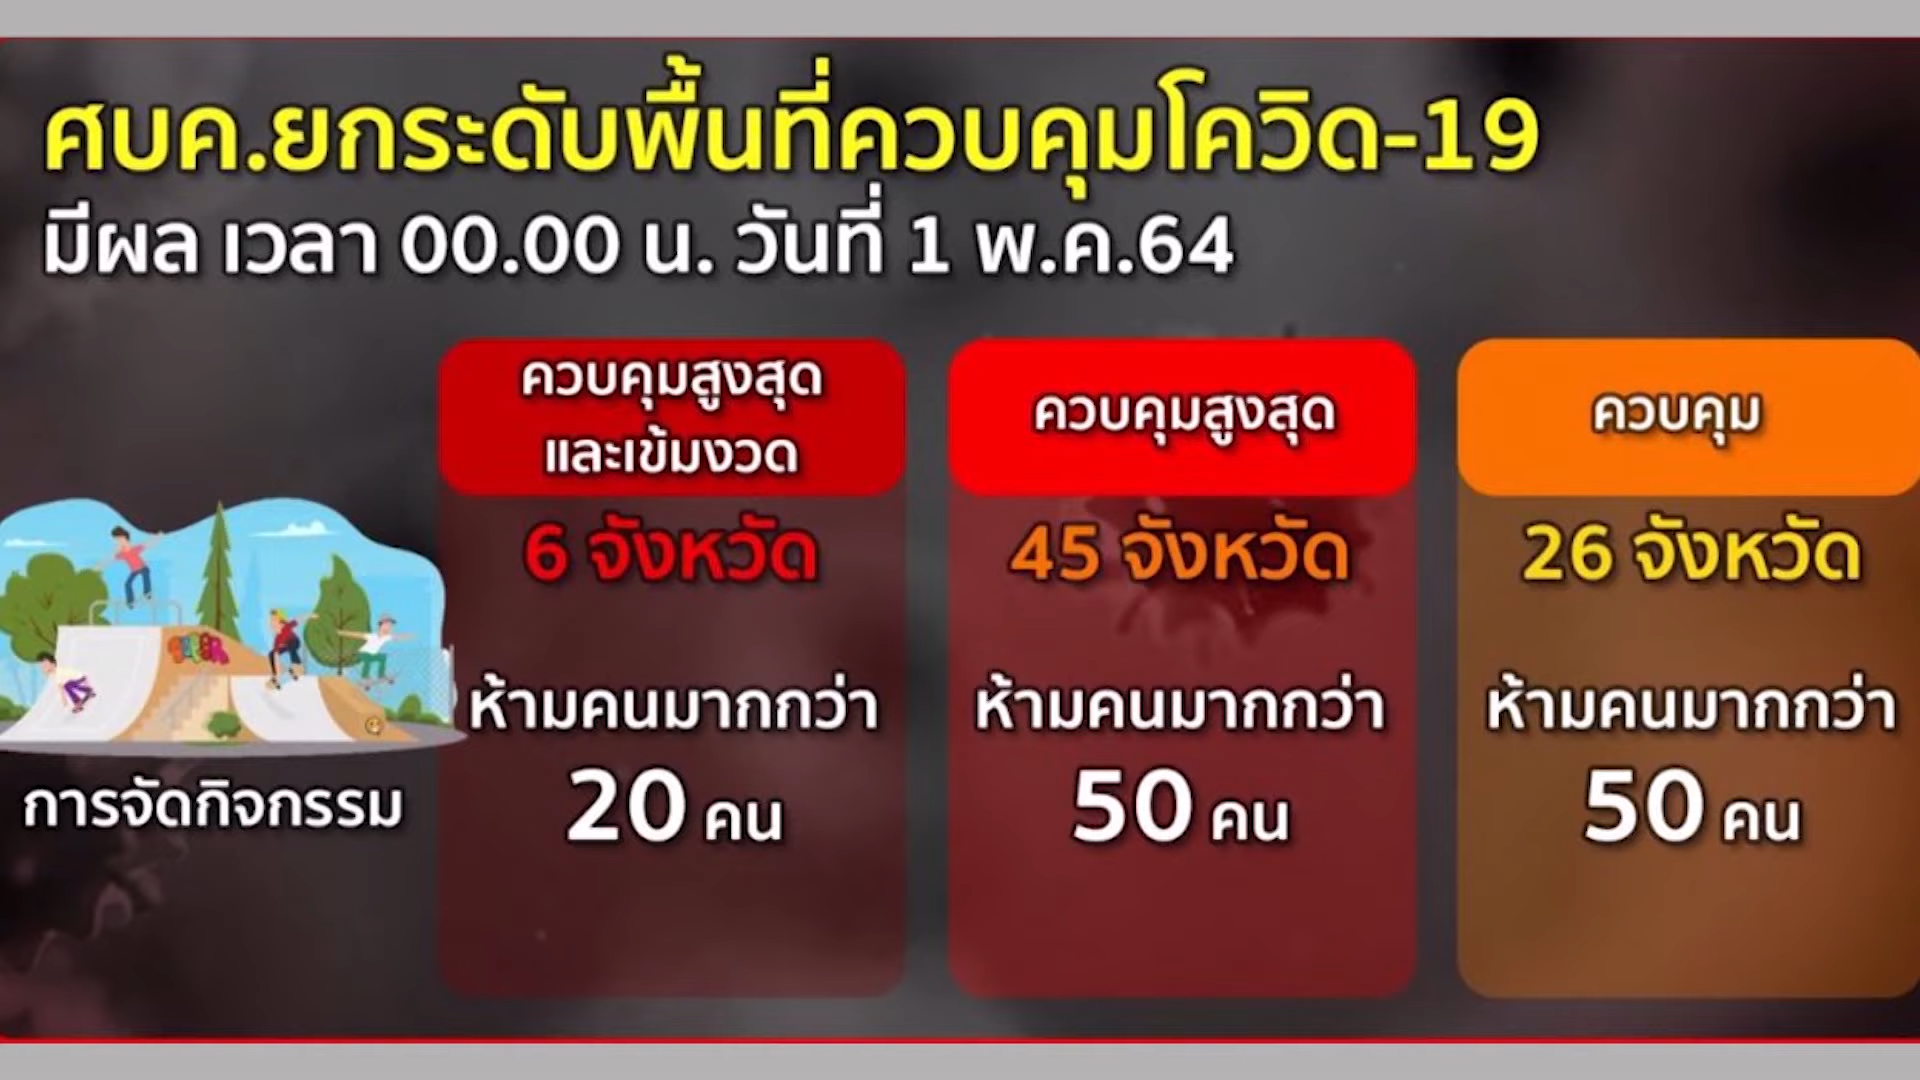 ศบค.ยกระดับพื้นที่ควบคุมโควิด-19
มีผล เวลา 00.00 น. วันที่ 1 พ.ค.64
ควบคุมสูงสุด
และเข้มงวด
6 จังหวัด
ห้ามคนมากกว่า
20 คน
ควบคุมสูงสุด
45 จังหวัด
ห้ามคนมากกว่า
50 คน
ควบคุม
26 จังหวัด
ห้ามคนมากกว่า
50 คน
การจัดกิจกรรม